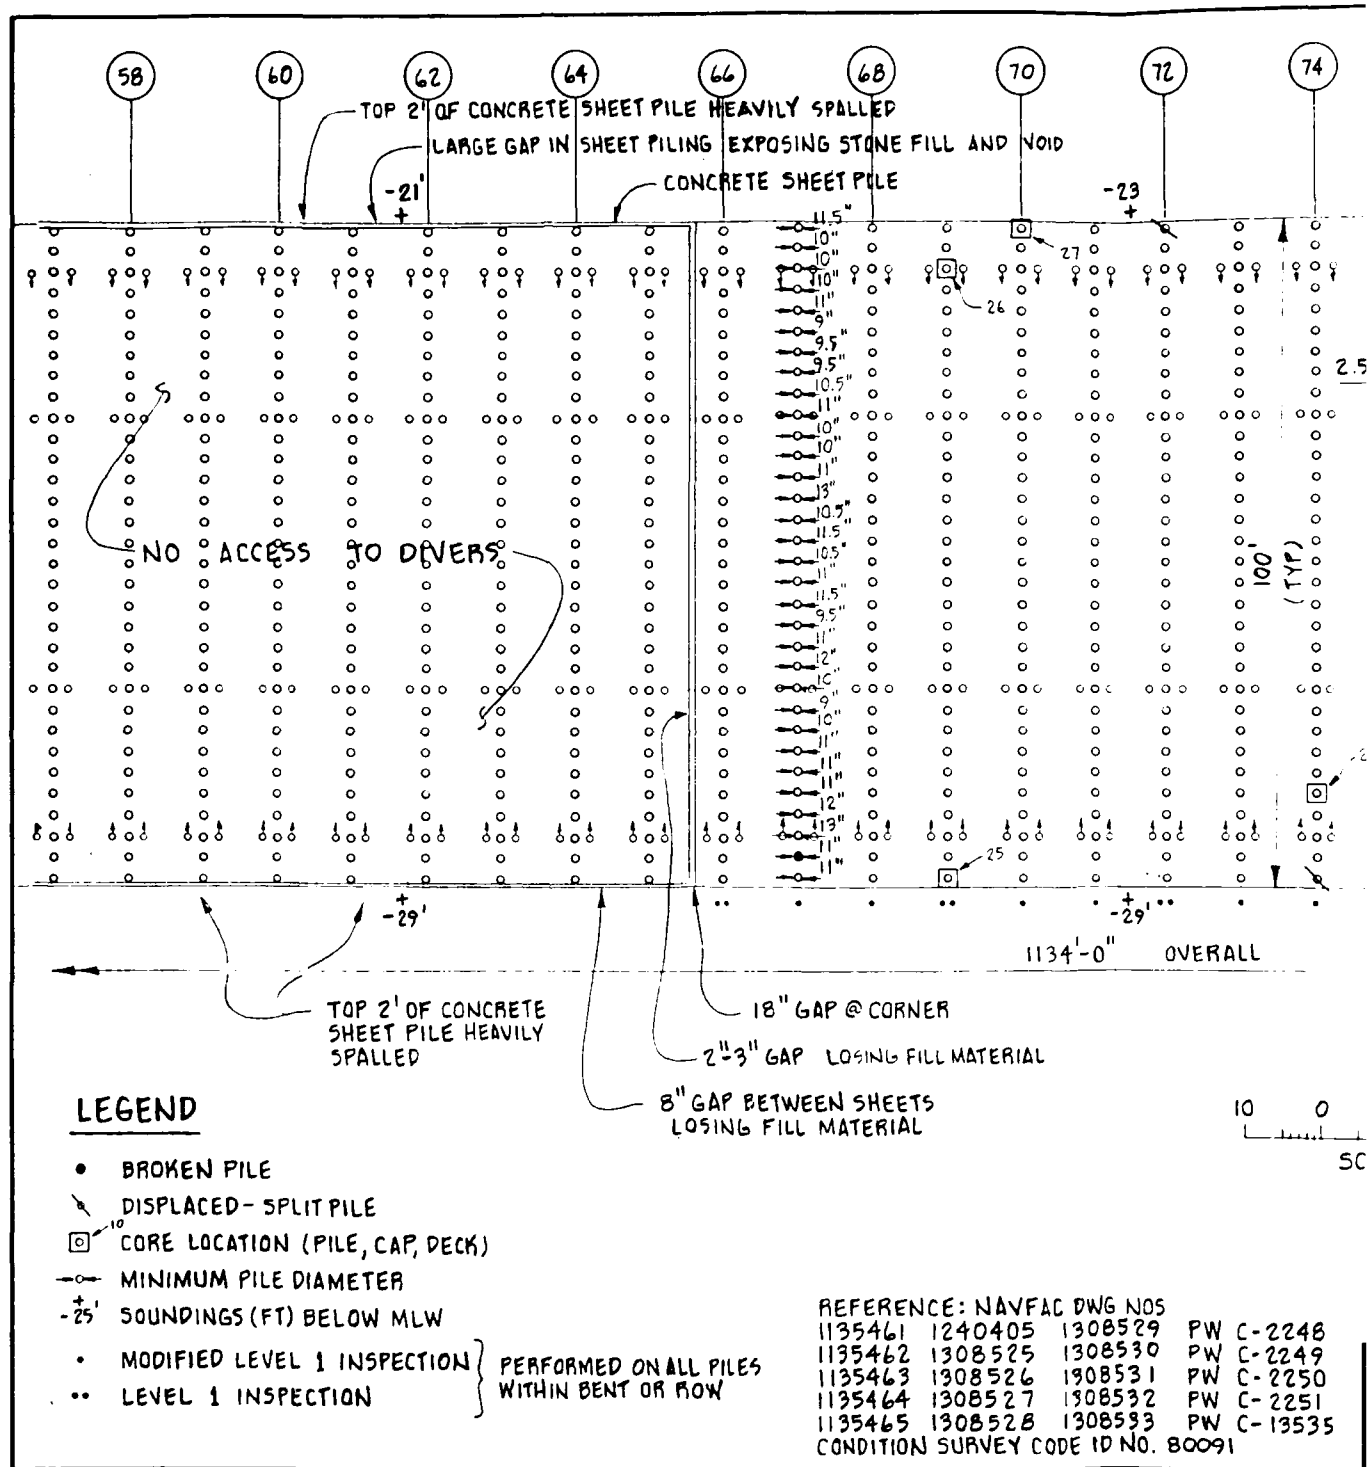 58 60 62 64 66 68 70 72 74
TOP 2' OF CONCRETE SHEET PILE HEAVILY SPALLED
LARGE GAP IN SHEET PILING EXPOSING STONE FILL AND VOID
-21'
+
CONCRETE SHEET PILE
-23
+
11.5"
10"
10"
10"
11"
9"
9.5"
9.5"
10.5"
11"
10"
10"
11"
13"
10.5"
11.5"
10.5"
11"
11.5"
9.5"
11"
12"
10"
9"
10"
11"
11"
11"
12"
13"
11"
11"
27
26
2.5
NO ACCESS TO DIVERS
100'
(TYP)
25
+
-29'
+
-29'
1134'-0" OVERALL
TOP 2' OF CONCRETE
SHEET PILE HEAVILY
SPALLED
18" GAP @ CORNER
2"-3" GAP LOSING FILL MATERIAL
8" GAP BETWEEN SHEETS
LOSING FILL MATERIAL
10 0
SC
LEGEND
BROKEN PILE
DISPLACED - SPLIT PILE
10
CORE LOCATION (PILE, CAP, DECK)
MINIMUM PILE DIAMETER
+
-25' SOUNDINGS (FT) BELOW MLW
• MODIFIED LEVEL 1 INSPECTION
•• LEVEL 1 INSPECTION
PERFORMED ON ALL PILES
WITHIN BENT OR ROW
REFERENCE: NAVFAC DWG NOS
1135461 1240405 1308529 PW C-2248
1135462 1308525 1308530 PW C-2249
1135463 1308526 1308531 PW C-2250
1135464 1308527 1308532 PW C-2251
1135465 1308528 1308533 PW C-13535
CONDITION SURVEY CODE ID NO. 80091